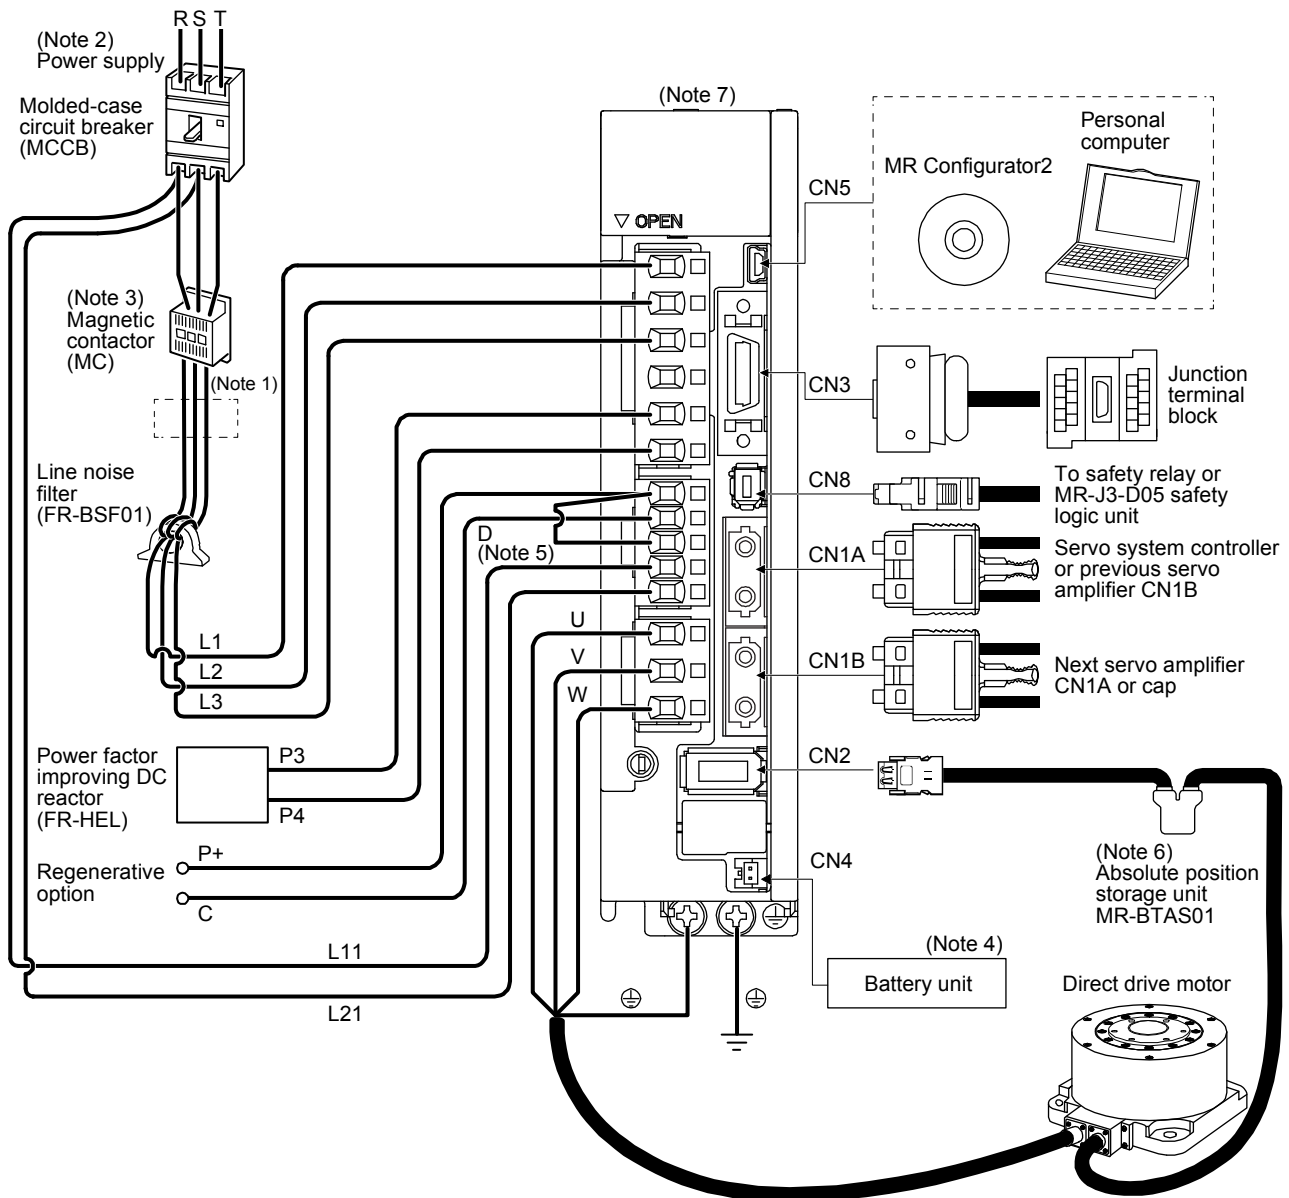 R S T
(Note 2)
Power supply
Molded-case
circuit breaker
(MCCB)
(Note 3)
Magnetic
contactor
(MC)
(Note 1)
Line noise
filter
(FR-BSF01)
L1
L2
L3
Power factor
improving DC
reactor
(FR-HEL)
P3
P4
Regenerative
option
P+
C
L11
L21
(Note 7)
OPEN
D
(Note 5)
U
V
W
CN5
MR Configurator2
Personal
computer
CN3
Junction
terminal
block
CN8
To safety relay or
MR-J3-D05 safety
logic unit
CN1A
Servo system controller
or previous servo
amplifier CN1B
CN1B
Next servo amplifier
CN1A or cap
CN2
(Note 6)
Absolute position
storage unit
MR-BTAS01
CN4
(Note 4)
Battery unit
Direct drive motor